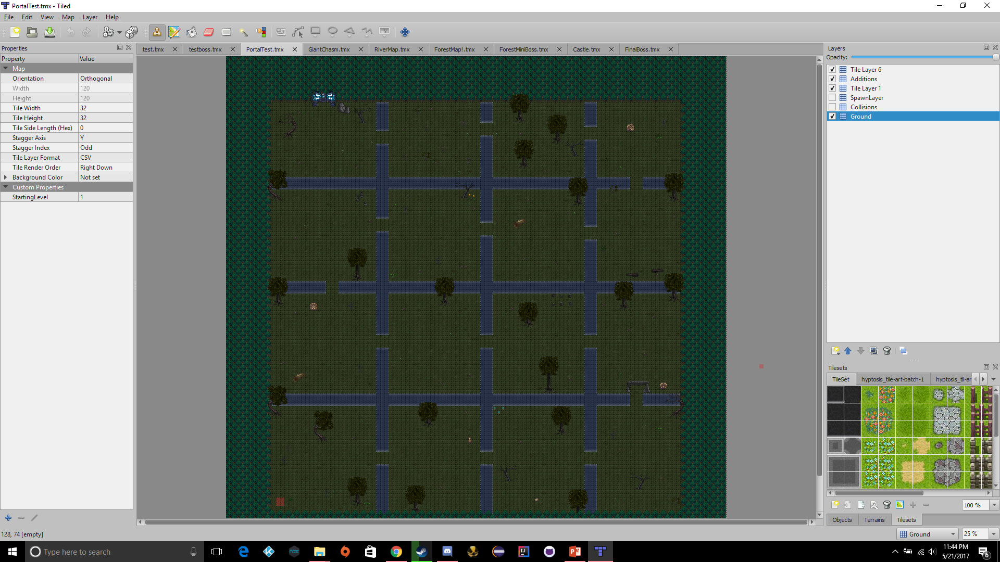 PortalTest.tmx - Tiled
File Edit View Map Layer Help
Properties
test.tmx testboss.tmx PortalTest.tmx GiantChasm.tmx RiverMap.tmx ForestMap!.tmx ForestMiniBoss.tmx Castle.tmx FinalBoss.tmx
Property Value
Map
Orientation Orthogonal
Width 120
Height 120
Tile Width 32
Tile Height 32
Tile Side Length (Hex) 0
Stagger Axis Y
Stagger Index Odd
Tile Layer Format CSV
Tile Render Order Right Down
Background Color Not set
Custom Properties
StartingLevel 1
Layers
Opacity:
Tile Layer 6
Additions
Tile Layer 1
SpawnLayer
Collisions
Ground
Tilesets
TileSet hyptosis_tile-art-batch-1 hyptosis_til-ar
100 %
Objects Terrains Tilesets
128, 74 [empty]
Ground 25 %
Type here to search
nox
IJ
P
11:44 PM
5/21/2017
6